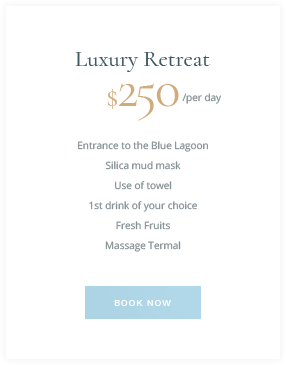 Luxury Retreat
$250 /per day
Entrance to the Blue Lagoon
Silica mud mask
Use of towel
1st drink of your choice
Fresh Fruits
Massage Termal
BOOK NOW